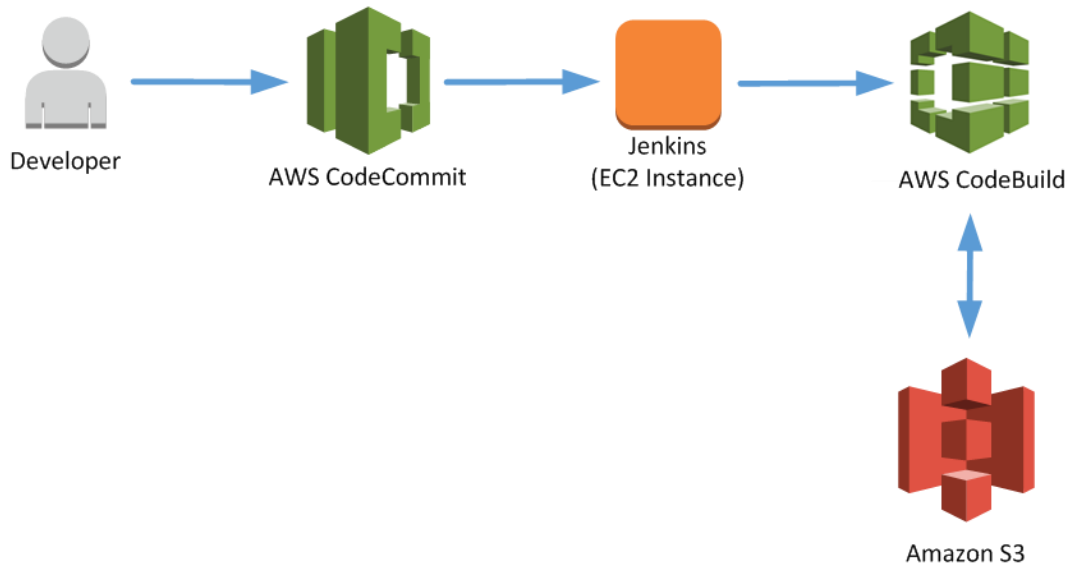 Developer
AWS CodeCommit
Jenkins
(EC2 Instance)
AWS CodeBuild
Amazon S3